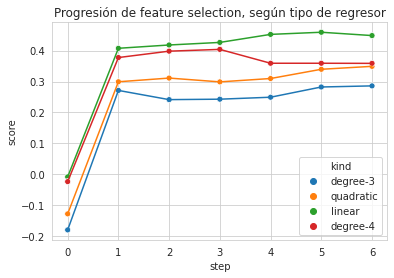 Progresión de feature selection, según tipo de regresor
score
0.4
0.3
0.2
0.1
0.0
−0.1
−0.2
kind
degree-3
quadratic
linear
degree-4
0 1 2 3 4 5 6
step